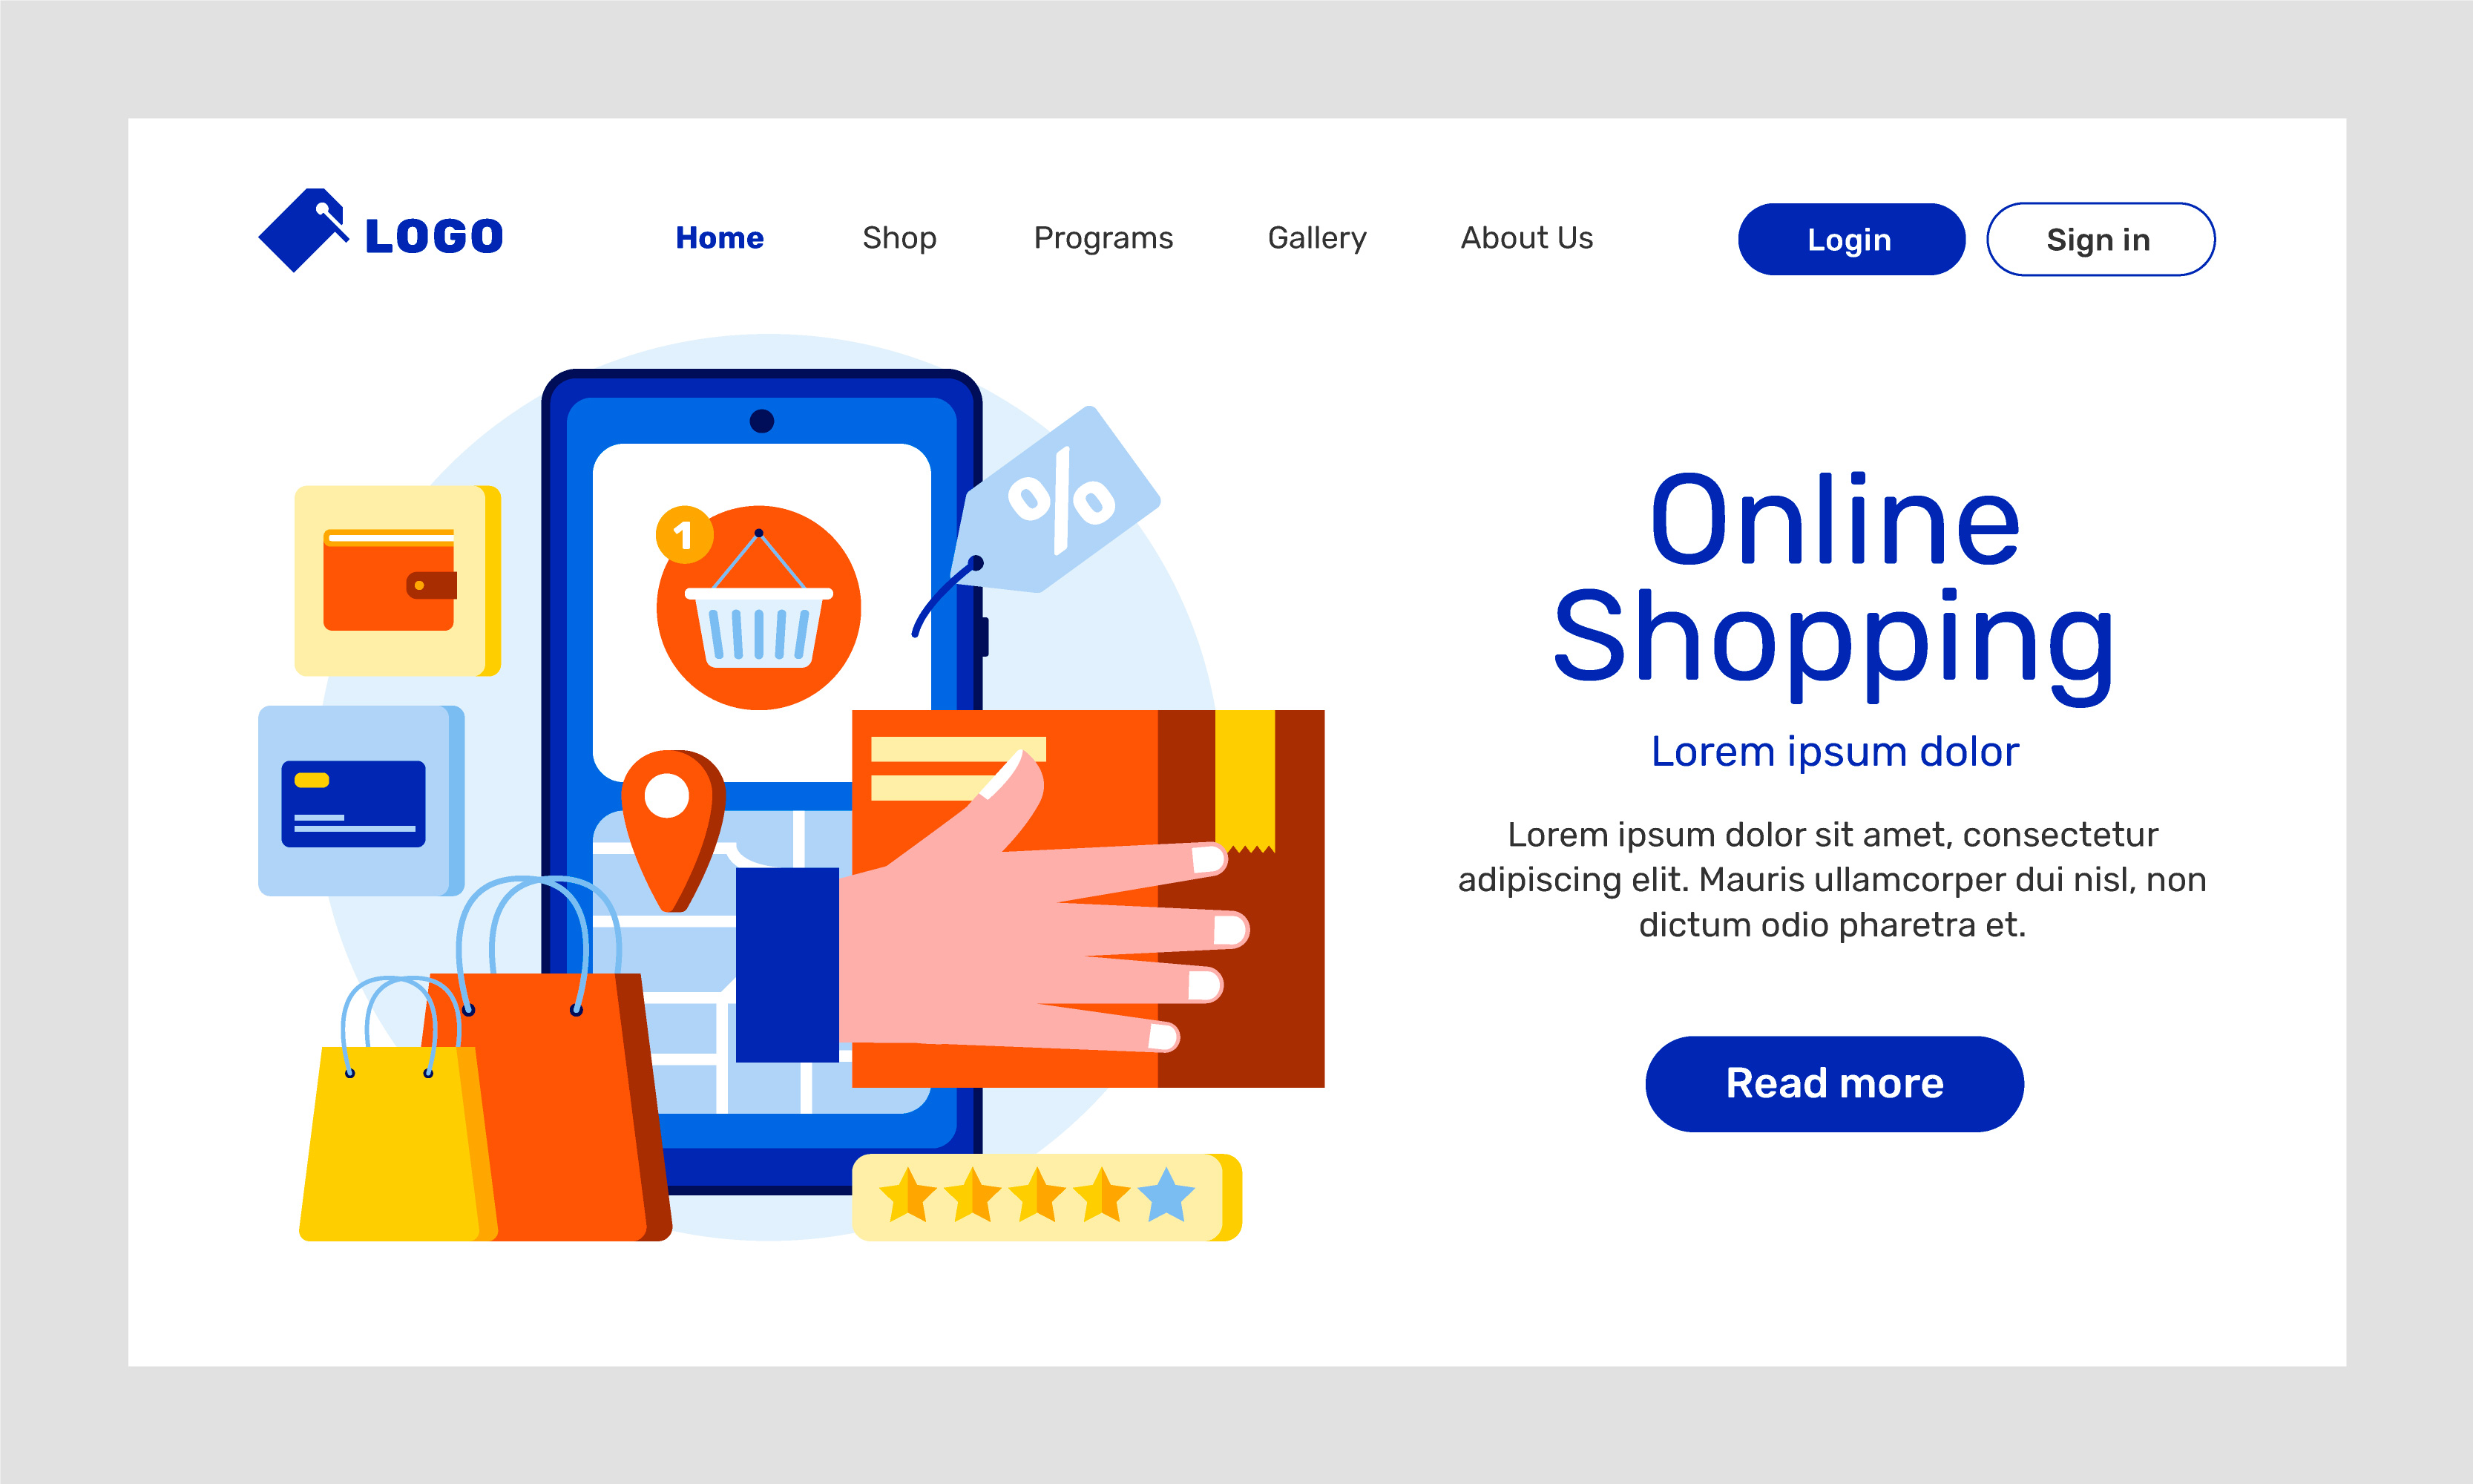 LOGO
Home
Shop
Programs
Gallery
About Us
Login
Sign in
1
%
Online
Shopping
Lorem ipsum dolor
Lorem ipsum dolor sit amet, consectetur
adipiscing elit. Mauris ullamcorper dui nisl, non
dictum odio pharetra et.
Read more